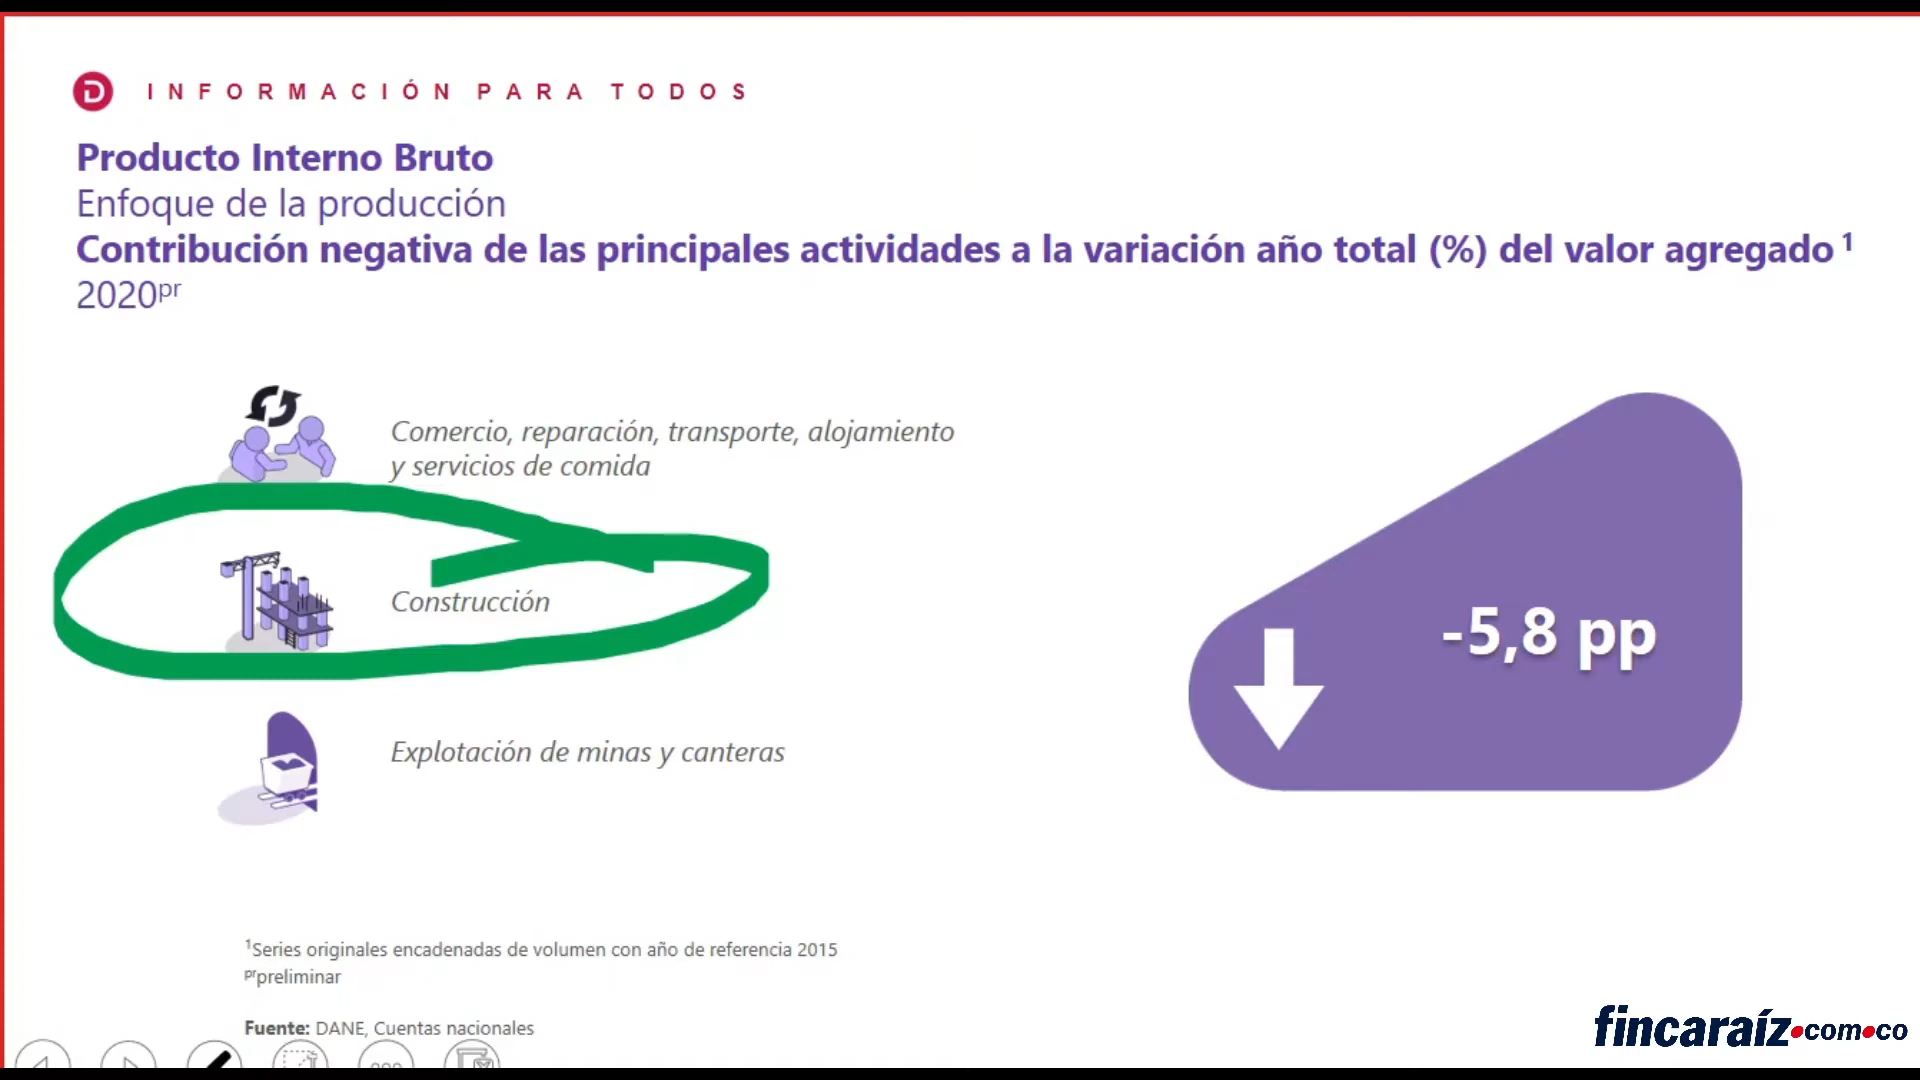 INFORMACIÓN PARA TODOS
Producto Interno Bruto
Enfoque de la producción
Contribución negativa de las principales actividades a la variación año total (%) del valor agregado ¹
2020ᵖʳ
Comercio, reparación, transporte, alojamiento
y servicios de comida
Construcción
Explotación de minas y canteras
-5,8 pp
¹Series originales encadenadas de volumen con año de referencia 2015
ᵖʳpreliminar
Fuente: DANE, Cuentas nacionales
fincaraíz.com.co